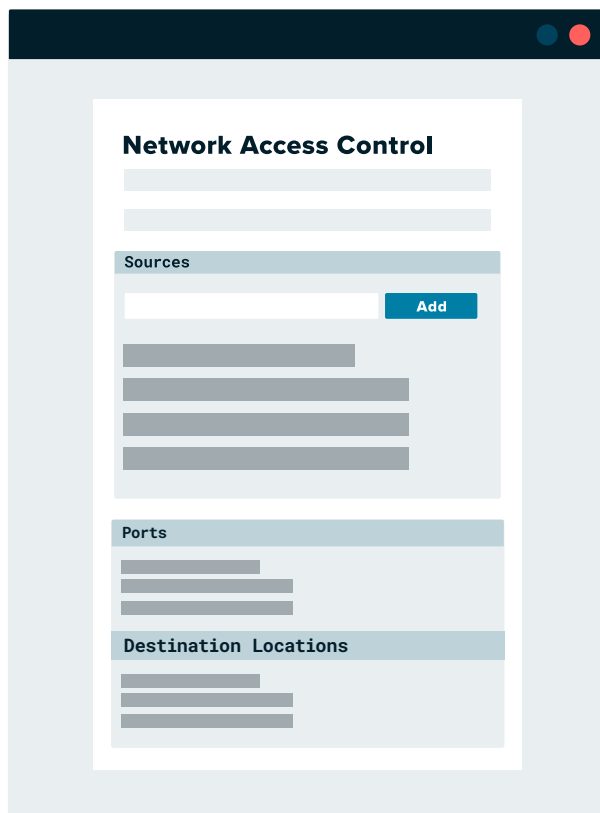 Network Access Control
Sources
Add
Ports
Destination Locations